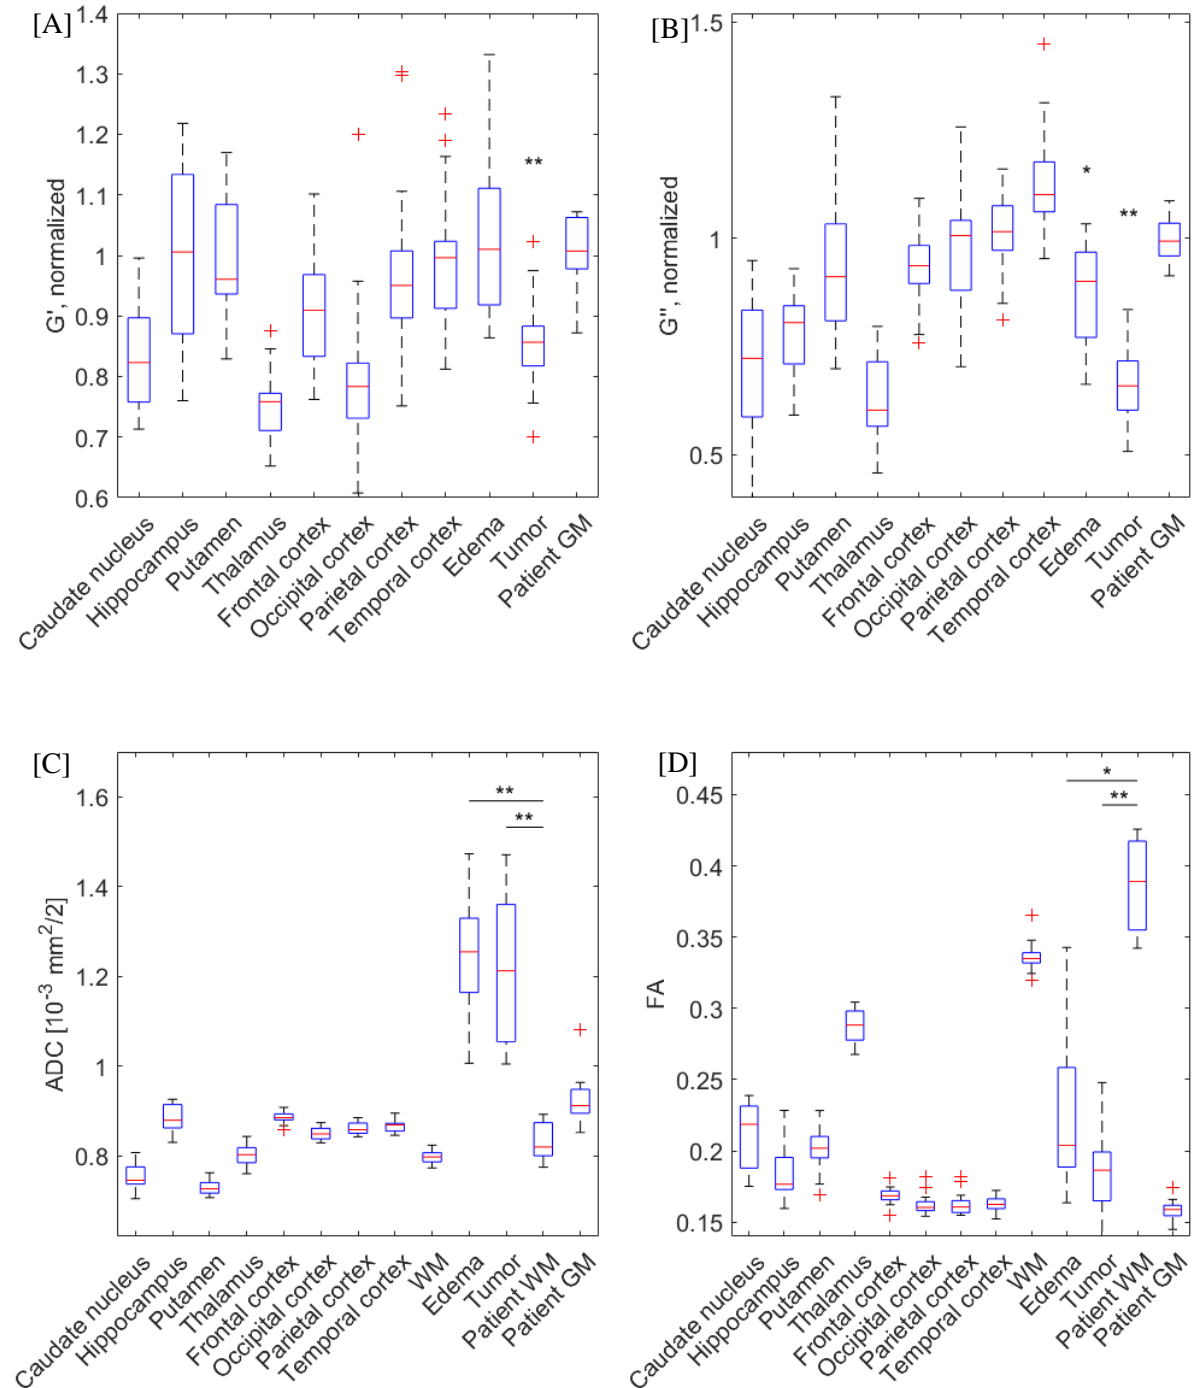 [A]
1.4
1.3
1.2
1.1
1
0.9
0.8
0.7
0.6
G', normalized
**
Caudate nucleus
Hippocampus
Putamen
Thalamus
Frontal cortex
Occipital cortex
Parietal cortex
Temporal cortex
Edema
Tumor
Patient GM
[B]
1.5
1
0.5
G'', normalized
*
**
Caudate nucleus
Hippocampus
Putamen
Thalamus
Frontal cortex
Occipital cortex
Parietal cortex
Temporal cortex
Edema
Tumor
Patient GM
[C]
1.6
1.4
1.2
1
0.8
ADC [10⁻³ mm²/2]
**
**
Caudate nucleus
Hippocampus
Putamen
Thalamus
Frontal cortex
Occipital cortex
Parietal cortex
Temporal cortex
WM
Edema
Tumor
Patient WM
Patient GM
[D]
0.45
0.4
0.35
0.3
0.25
0.2
0.15
FA
*
**
Caudate nucleus
Hippocampus
Putamen
Thalamus
Frontal cortex
Occipital cortex
Parietal cortex
Temporal cortex
WM
Edema
Tumor
Patient WM
Patient GM